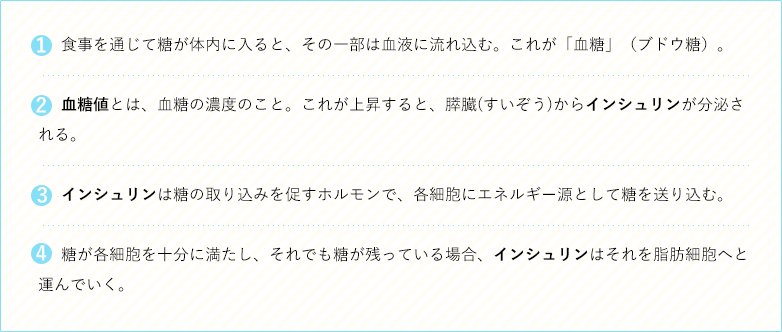 1 食事を通じて糖が体内に入ると、その一部は血液に流れ込む。これが「血糖」（ブドウ糖）。
2 血糖値とは、血糖の濃度のこと。これが上昇すると、膵臓(すいぞう)からインシュリンが分泌さ
れる。
3 インシュリンは糖の取り込みを促すホルモンで、各細胞にエネルギー源として糖を送り込む。
4 糖が各細胞を十分に満たし、それでも糖が残っている場合、インシュリンはそれを脂肪細胞へと
運んでいく。